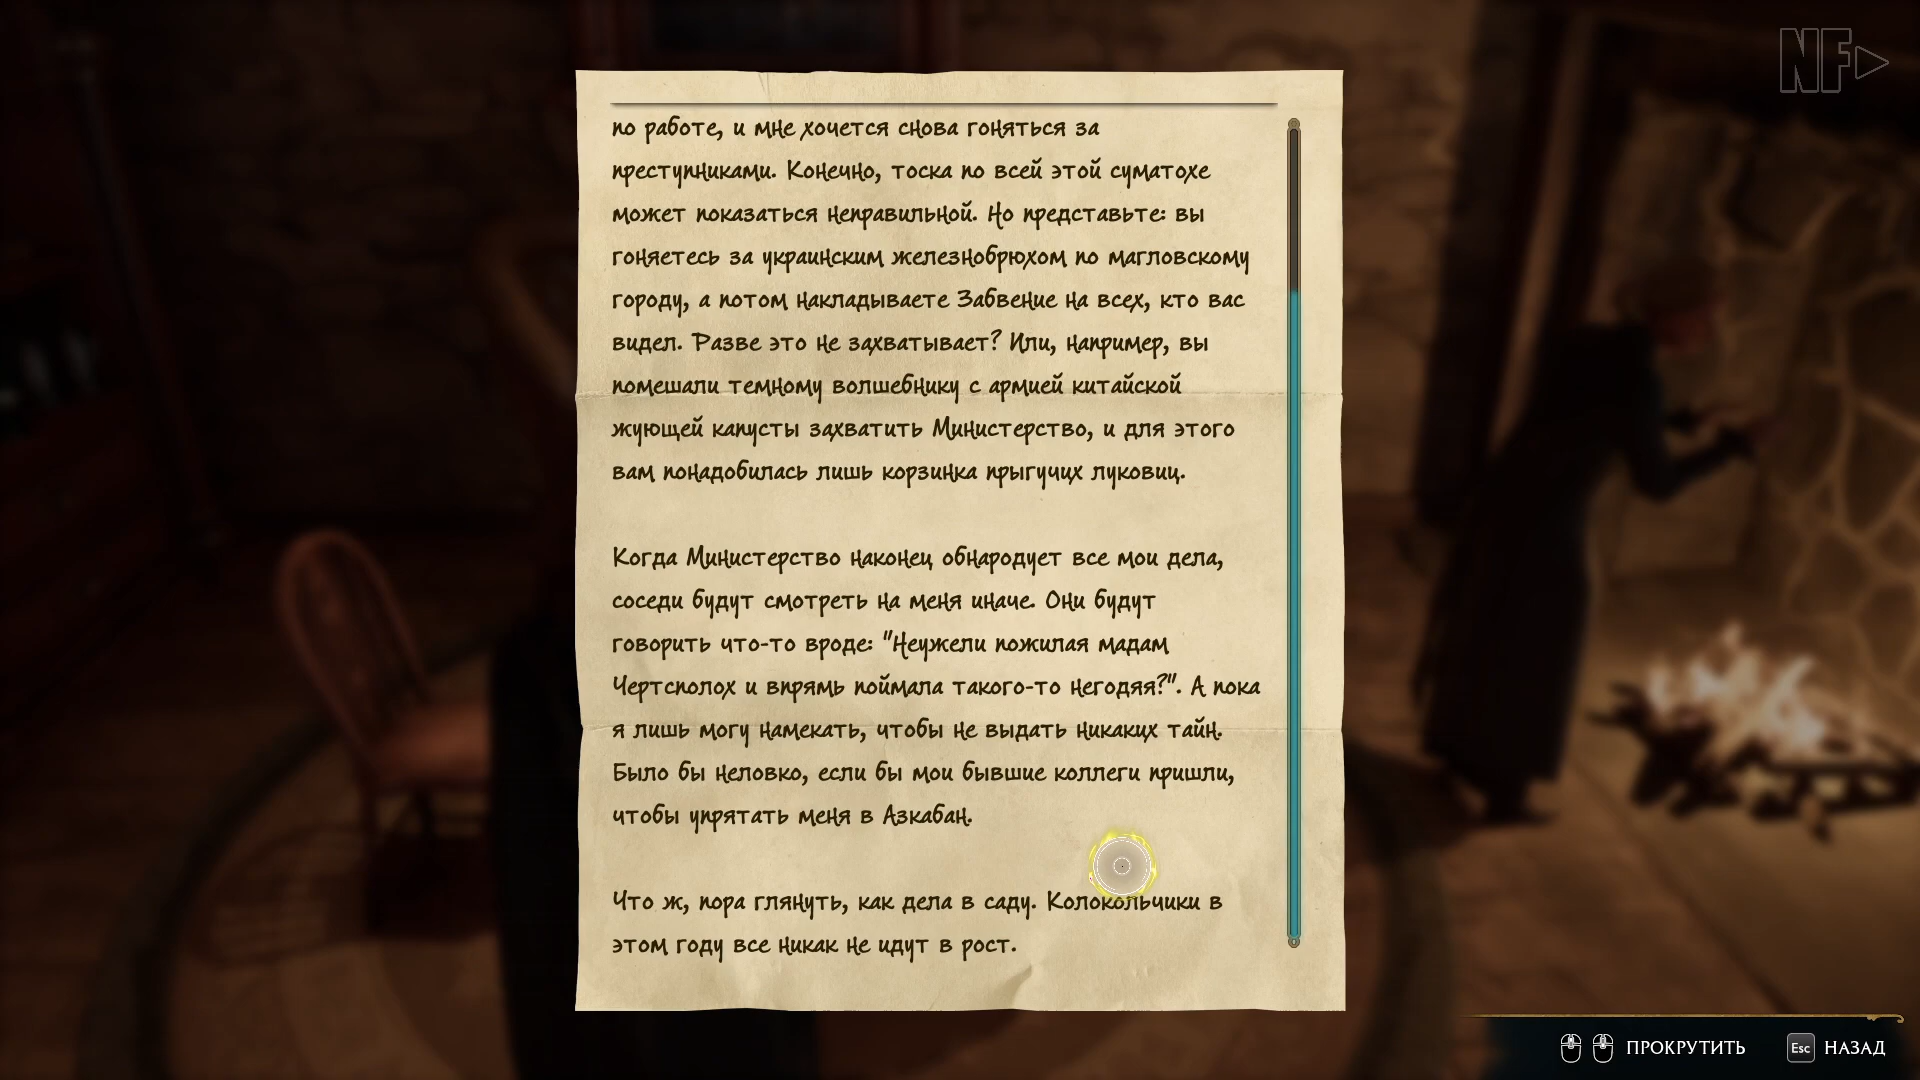 NF
по работе, и мне хочется снова гоняться за
преступниками. Конечно, тоска по всей этой суматохе
может показаться неправильной. Но представьте: вы
гоняетесь за украинским железнобрюхом по магловскому
городу, а потом накладываете Забвение на всех, кто вас
видел. Разве это не захватывает? Или, например, вы
помешали темному волшебнику с армией китайской
жующей капусты захватить Министерство, и для этого
вам понадобилась лишь корзинка прыгучих луковиц.
Когда Министерство наконец обнародует все мои дела,
соседи будут смотреть на меня иначе. Они будут
говорить что-то вроде: "Неужели пожилая мадам
Чертсполох и впрямь поймала такого-то негодяя?". А пока
я лишь могу намекать, чтобы не выдать никаких тайн.
Было бы неловко, если бы мои бывшие коллеги пришли,
чтобы упрятать меня в Азкабан.
Что ж, пора глянуть, как дела в саду. Колокольчики в
этом году все никак не идут в рост.
ПРОКРУТИТЬ Esc НАЗАД